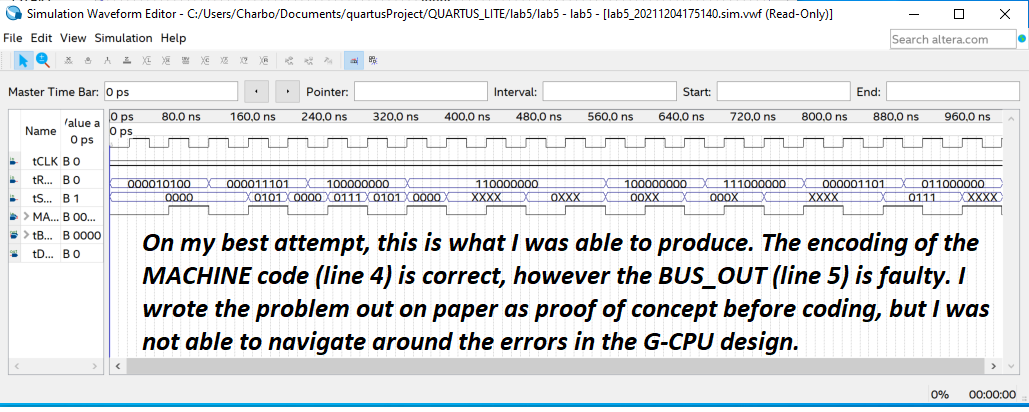 Simulation Waveform Editor - C:/Users/Charbo/Documents/quartusProject/QUARTUS_LITE/lab5/lab5 - lab5 - [lab5_20211204175140.sim.vwf (Read-Only)]
File Edit View Simulation Help
Search altera.com
Master Time Bar: 0 ps Pointer: Interval: Start: End:
Name /alue a 0 ps
0 ps 80.0 ns 160.0 ns 240.0 ns 320.0 ns 400.0 ns 480.0 ns 560.0 ns 640.0 ns 720.0 ns 800.0 ns 880.0 ns 960.0 ns
0 ps
tCLK B 0
tR... B 0 000010100 000011101 100000000 110000000 100000000 111000000 000001101 011000000
tS... B 1 0000 0101 0000 0111 0101 0000 XXXX 0XXX 00XX 000X XXXX 0111 XXXX
MA... B 00...
tB... B 0000
tD... B 0
On my best attempt, this is what I was able to produce. The encoding of the
MACHINE code (line 4) is correct, however the BUS_OUT (line 5) is faulty. I
wrote the problem out on paper as proof of concept before coding, but I was
not able to navigate around the errors in the G-CPU design.
0% 00:00:00